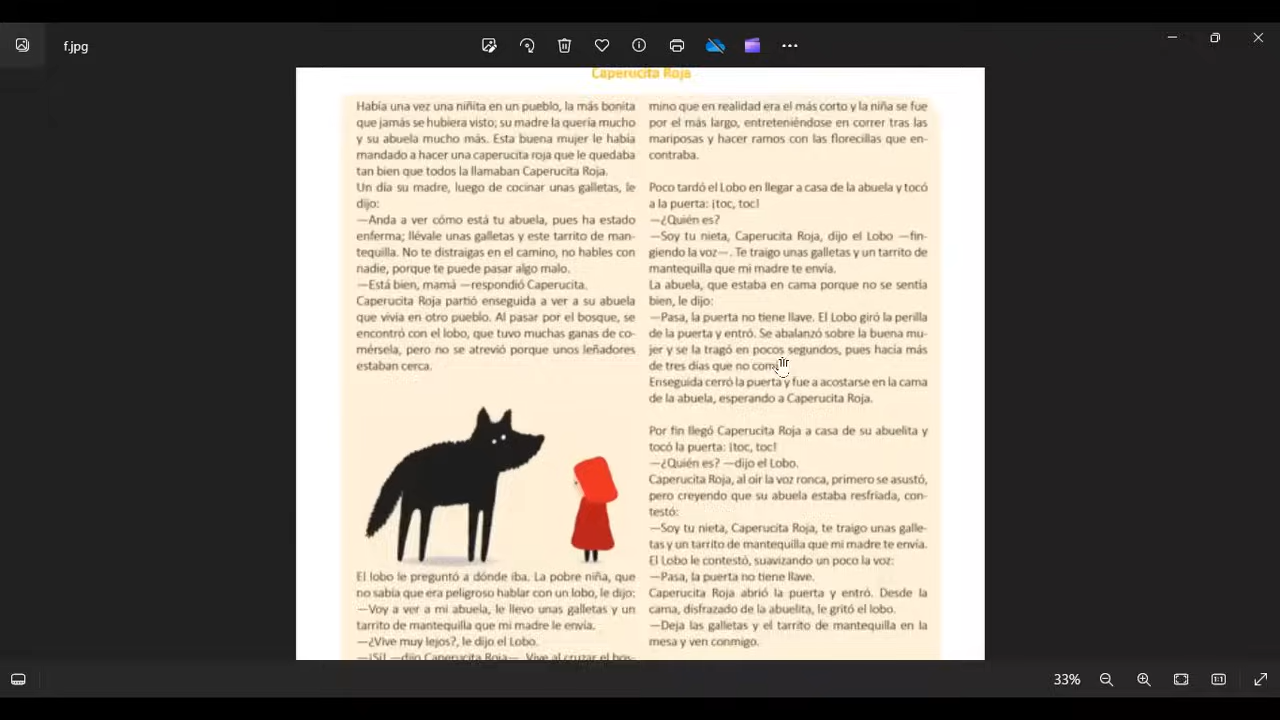 f.jpg
Caperucita Roja
Había una vez una niñita en un pueblo, la más bonita
que jamás se hubiera visto; su madre la quería mucho
y su abuela mucho más. Esta buena mujer le había
mandado a hacer una caperucita roja que le quedaba
tan bien que todos la llamaban Caperucita Roja.
Un día su madre, luego de cocinar unas galletas, le
dijo:
—Anda a ver cómo está tu abuela, pues ha estado
enferma; llévale unas galletas y este tarrito de man-
tequilla. No te distraigas en el camino, no hables con
nadie, porque te puede pasar algo malo.
—Está bien, mamá —respondió Caperucita.
Caperucita Roja partió enseguida a ver a su abuela
que vivía en otro pueblo. Al pasar por el bosque, se
encontró con el lobo, que tuvo muchas ganas de co-
mérsela, pero no se atrevió porque unos leñadores
estaban cerca.
El lobo le preguntó a dónde iba. La pobre niña, que
no sabía que era peligroso hablar con un lobo, le dijo:
—Voy a ver a mi abuela, le llevo unas galletas y un
tarrito de mantequilla que mi madre le envía.
—¿Vive muy lejos?, le dijo el Lobo.
—¡Sí! —dijo Caperucita Roja—. Vive al cruzar el bos-
mino que en realidad era el más corto y la niña se fue
por el más largo, entreteniéndose en correr tras las
mariposas y hacer ramos con las florecillas que en-
contraba.
Poco tardó el Lobo en llegar a casa de la abuela y tocó
a la puerta: ¡toc, toc!
—¿Quién es?
—Soy tu nieta, Caperucita Roja, dijo el Lobo —fin-
giendo la voz—. Te traigo unas galletas y un tarrito de
mantequilla que mi madre te envía.
La abuela, que estaba en cama porque no se sentía
bien, le dijo:
—Pasa, la puerta no tiene llave. El Lobo giró la perilla
de la puerta y entró. Se abalanzó sobre la buena mu-
jer y se la tragó en pocos segundos, pues hacía más
de tres días que no comía.
Enseguida cerró la puerta y fue a acostarse en la cama
de la abuela, esperando a Caperucita Roja.
Por fin llegó Caperucita Roja a casa de su abuelita y
tocó la puerta: ¡toc, toc!
—¿Quién es? —dijo el Lobo.
Caperucita Roja, al oír la voz ronca, primero se asustó,
pero creyendo que su abuela estaba resfriada, con-
testó:
—Soy tu nieta, Caperucita Roja, te traigo unas galle-
tas y un tarrito de mantequilla que mi madre te envía.
El Lobo le contestó, suavizando un poco la voz:
—Pasa, la puerta no tiene llave.
Caperucita Roja abrió la puerta y entró. Desde la
cama, disfrazado de la abuelita, le gritó el lobo.
—Deja las galletas y el tarrito de mantequilla en la
mesa y ven conmigo.
33%